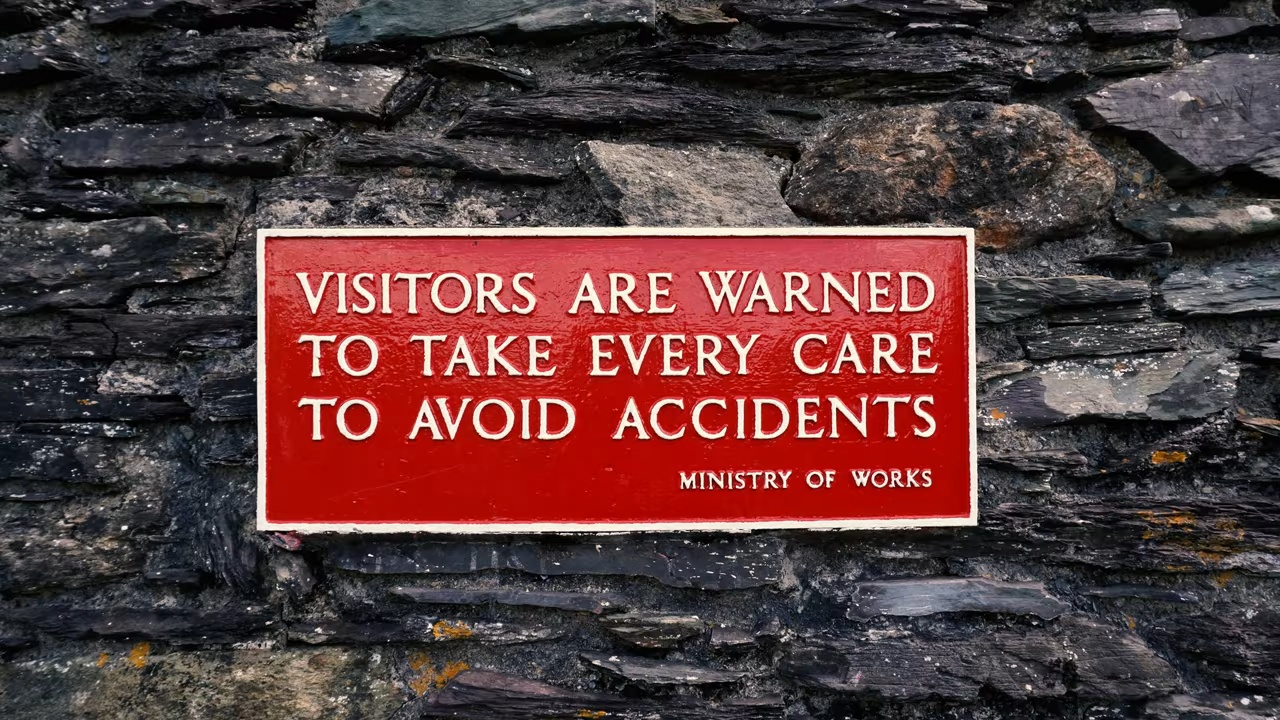 VISITORS ARE WARNED
TO TAKE EVERY CARE
TO AVOID ACCIDENTS
MINISTRY OF WORKS